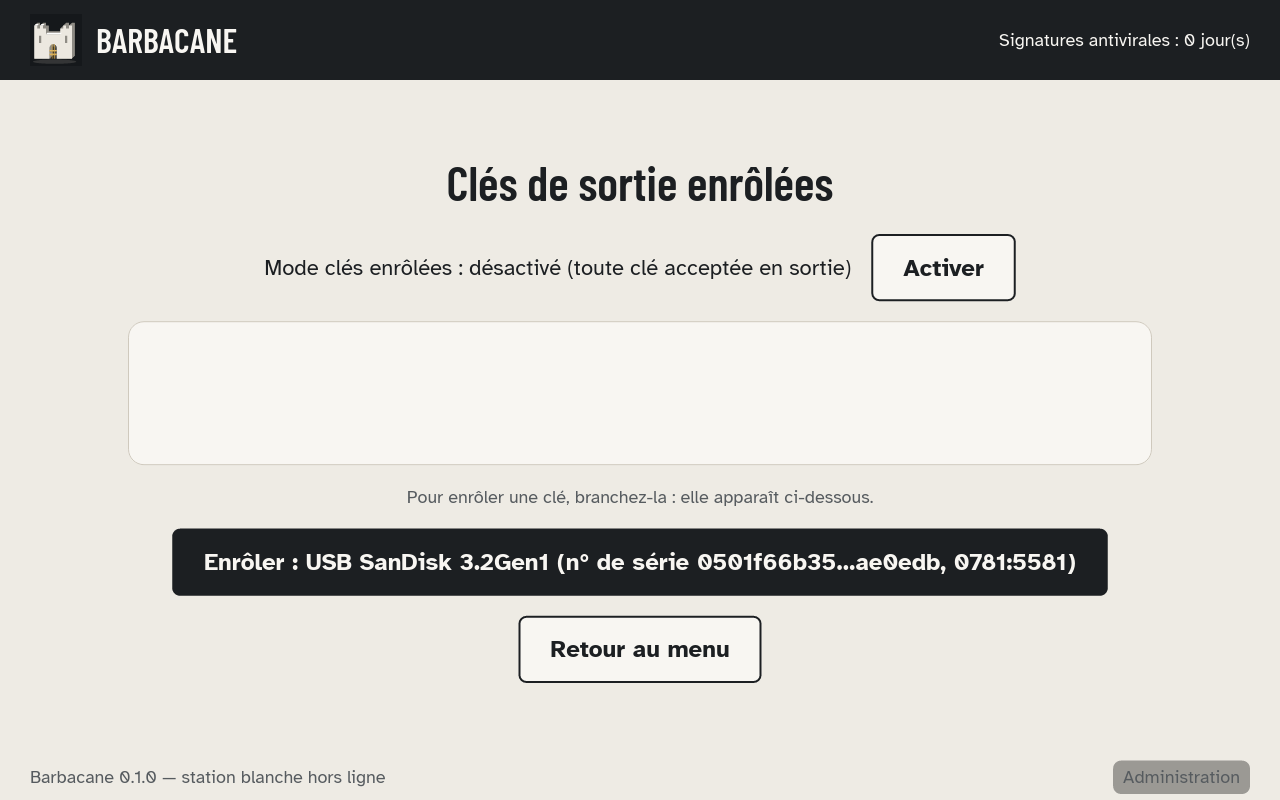 BARBACANE
Signatures antivirales : 0 jour(s)
Clés de sortie enrôlées
Mode clés enrôlées : désactivé (toute clé acceptée en sortie)
Activer
Pour enrôler une clé, branchez-la : elle apparaît ci-dessous.
Enrôler : USB SanDisk 3.2Gen1 (n° de série 0501f66b35…ae0edb, 0781:5581)
Retour au menu
Barbacane 0.1.0 — station blanche hors ligne
Administration